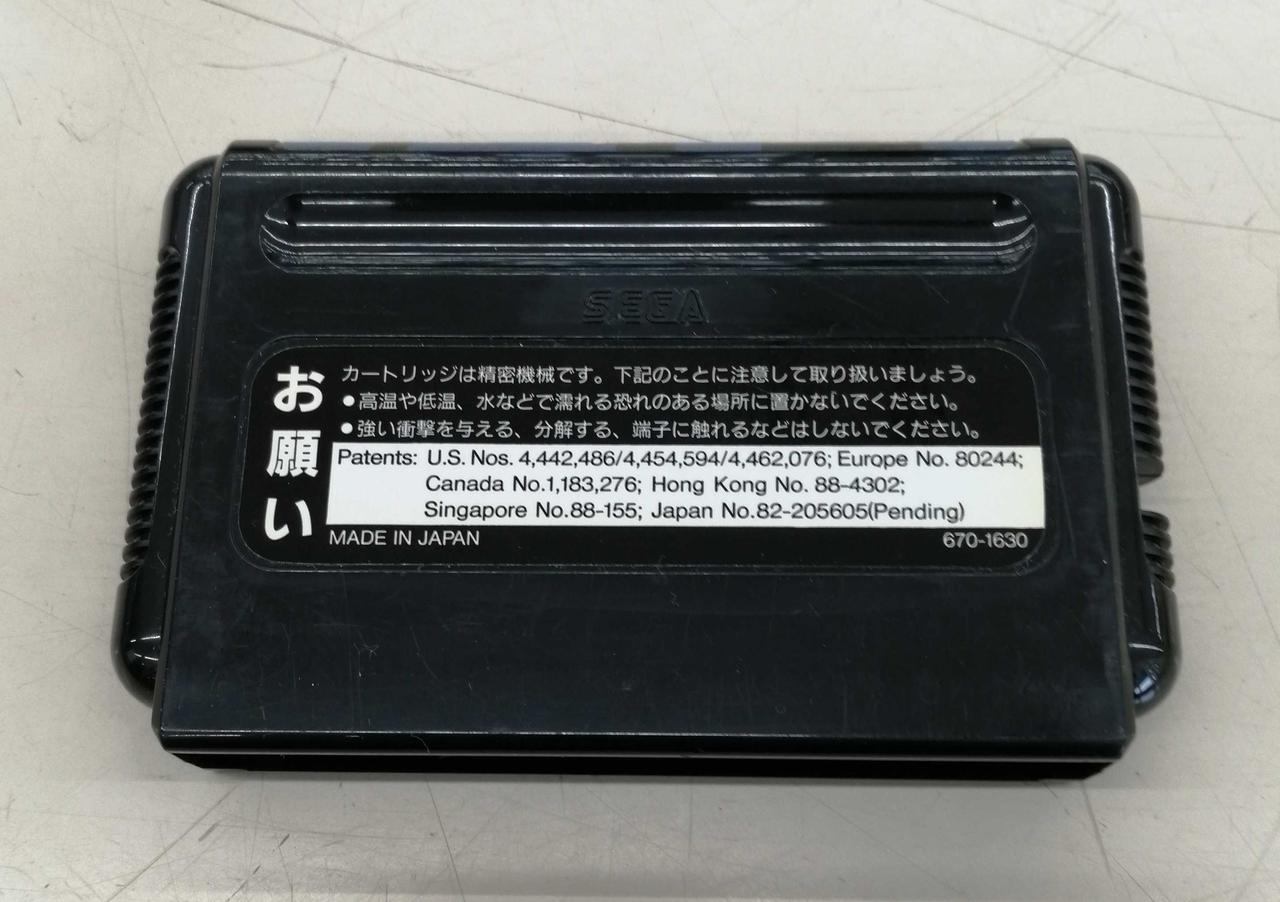 SEGA
お願い
カートリッジは精密機械です。下記のことに注意して取り扱いましょう。
●高温や低温、水などで濡れる恐れのある場所に置かないでください。
●強い衝撃を与える、分解する、端子に触れるなどはしないでください。
Patents: U.S. Nos. 4,442,486/4,454,594/4,462,076; Europe No. 80244;
Canada No.1,183,276; Hong Kong No. 88-4302;
Singapore No.88-155; Japan No.82-205605(Pending)
MADE IN JAPAN 670-1630